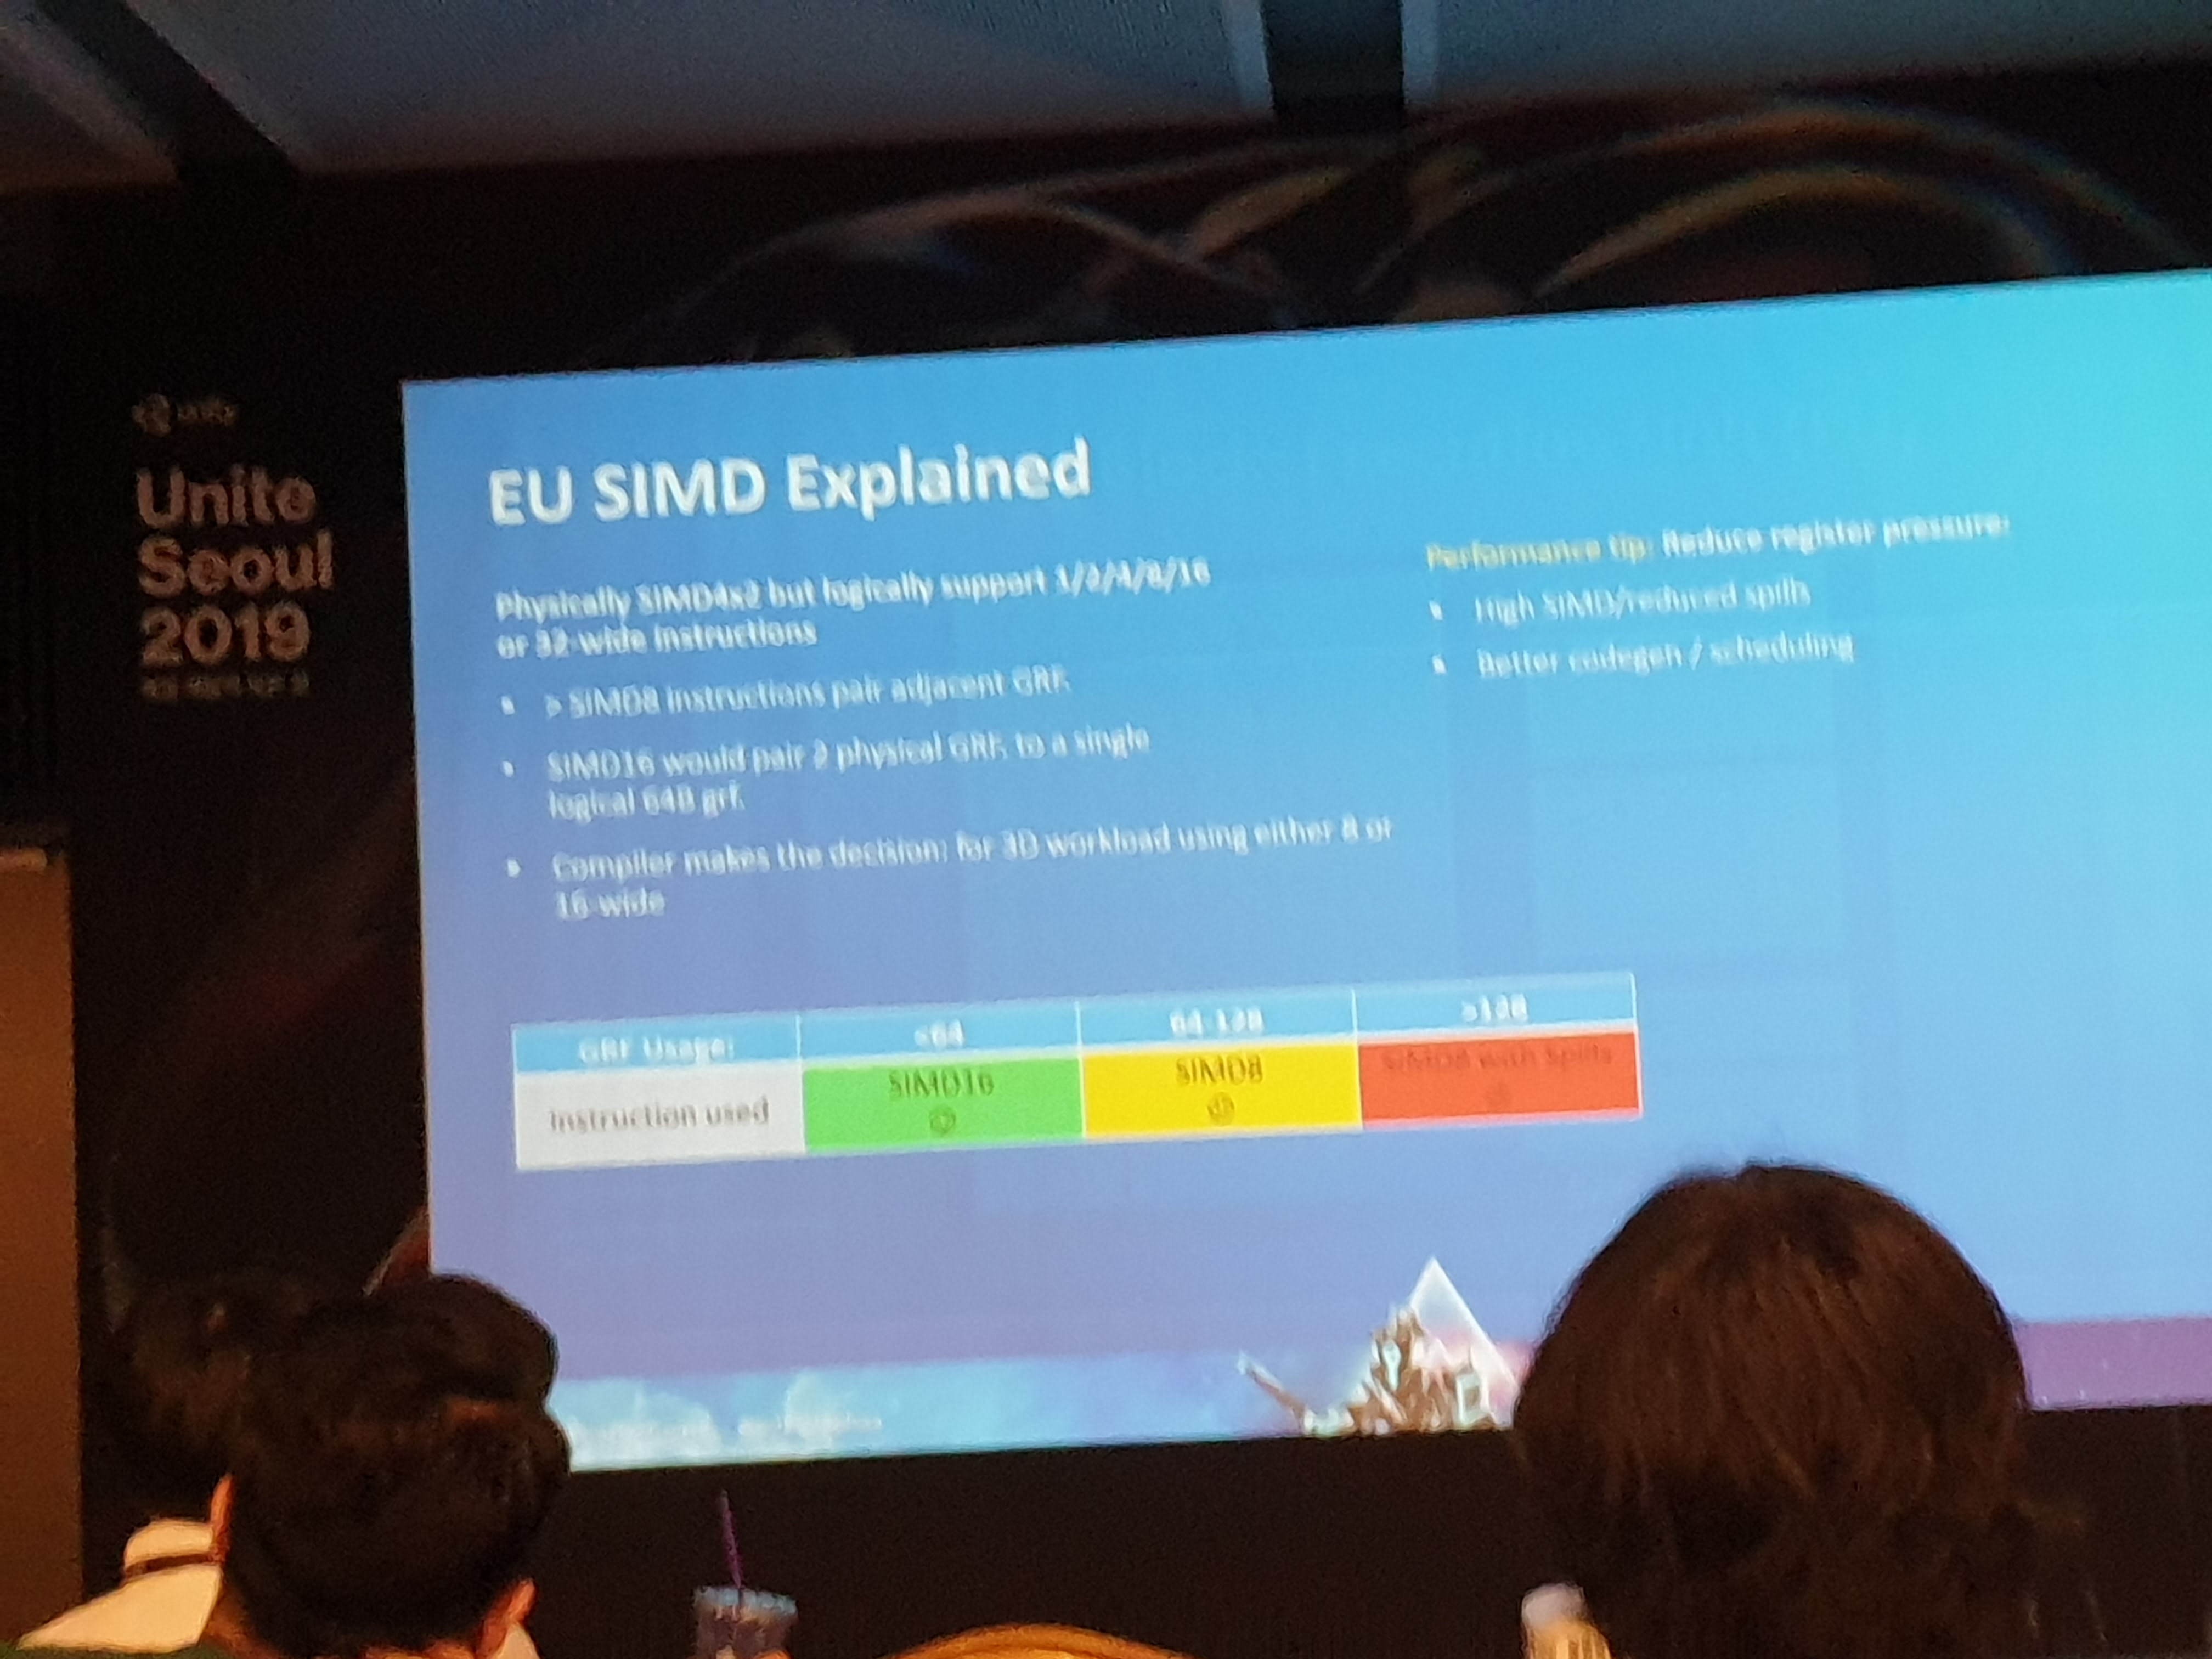 unity
Unite
Seoul
2019
EU SIMD Explained
Physically SIMD4x2 but logically support 1/2/4/8/16
or 32-wide instructions
• > SIMD8 instructions pair adjacent GRF.
• SIMD16 would pair 2 physical GRF. to a single
logical 64B grf.
• Compiler makes the decision: for 3D workload using either 8 or
16-wide
Performance tip: Reduce register pressure:
• High SIMD/reduced spills
• Better codegen / scheduling
GRF Usage: <64 64-128 >128
Instruction used SIMD16 SIMD8 SIMD8 with Spills